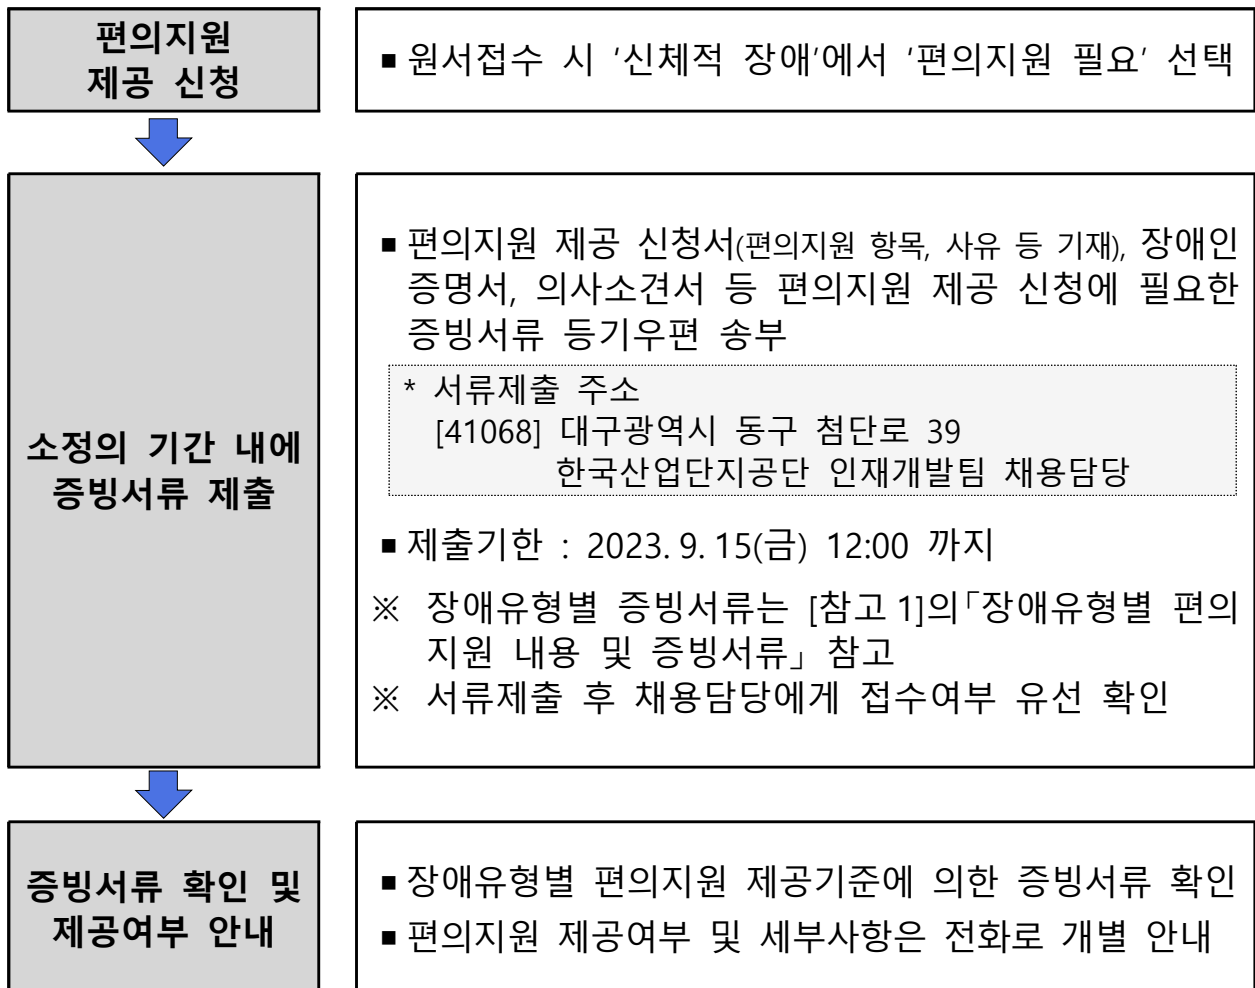 편의지원
제공 신청
▪ 원서접수 시 ‘신체적 장애’에서 ‘편의지원 필요’ 선택
소정의 기간 내에
증빙서류 제출
▪ 편의지원 제공 신청서(편의지원 항목, 사유 등 기재), 장애인
증명서, 의사소견서 등 편의지원 제공 신청에 필요한
증빙서류 등기우편 송부
* 서류제출 주소
[41068] 대구광역시 동구 첨단로 39
한국산업단지공단 인재개발팀 채용담당
▪ 제출기한 : 2023. 9. 15(금) 12:00 까지
※ 장애유형별 증빙서류는 [참고 1]의「장애유형별 편의
지원 내용 및 증빙서류」 참고
※ 서류제출 후 채용담당에게 접수여부 유선 확인
증빙서류 확인 및
제공여부 안내
▪ 장애유형별 편의지원 제공기준에 의한 증빙서류 확인
▪ 편의지원 제공여부 및 세부사항은 전화로 개별 안내